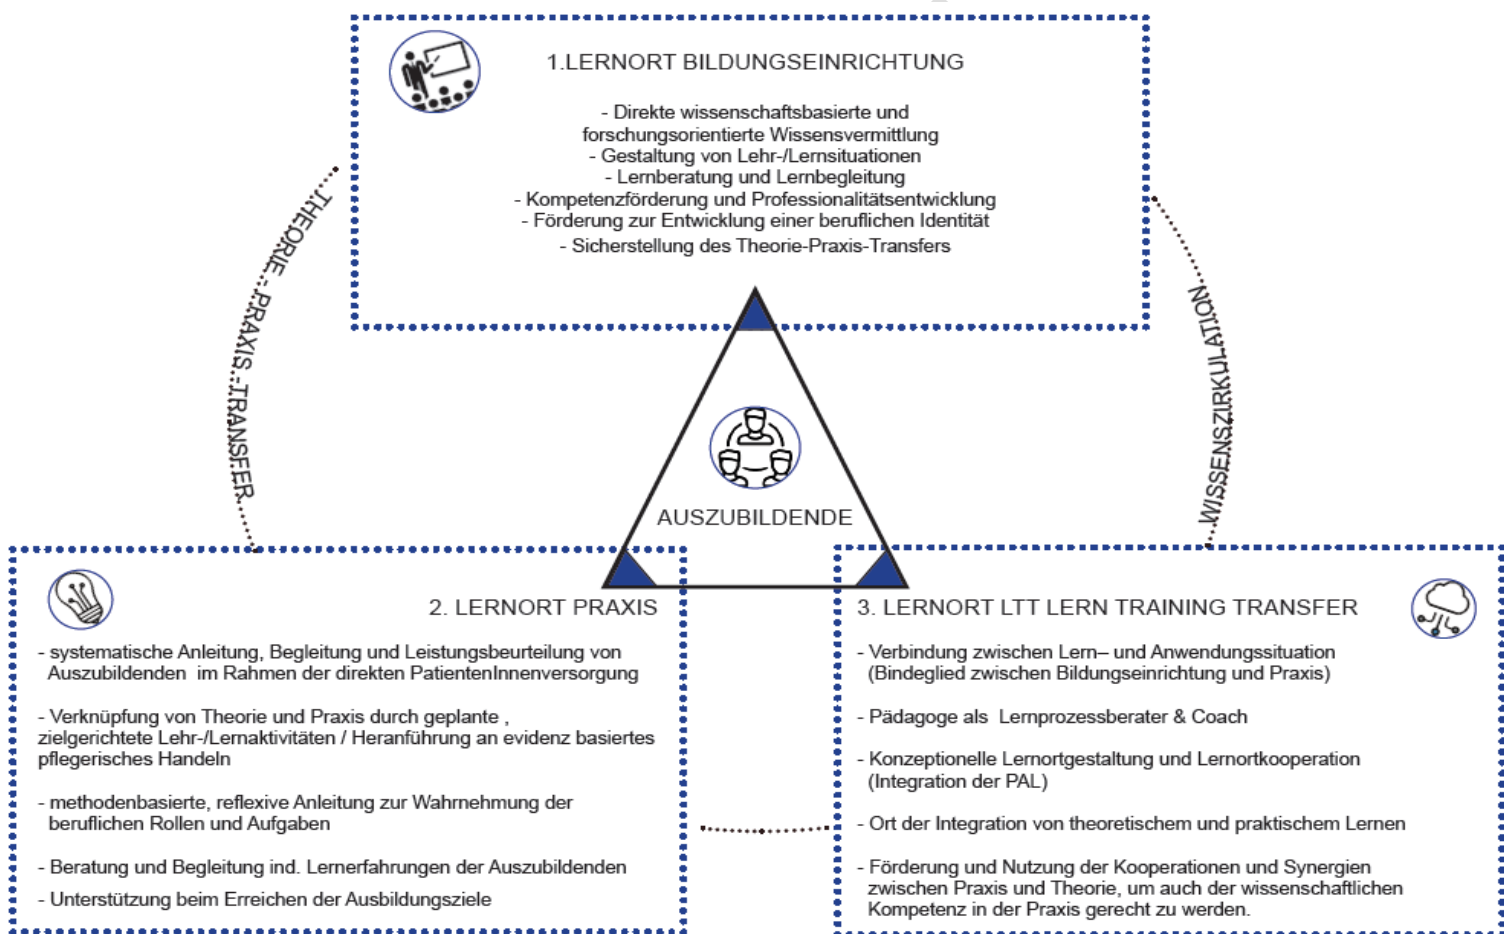 1.LERNORT BILDUNGSEINRICHTUNG
- Direkte wissenschaftsbasierte und
forschungsorientierte Wissensvermittlung
- Gestaltung von Lehr-/Lernsituationen
- Lernberatung und Lernbegleitung
- Kompetenzförderung und Professionalitätsentwicklung
- Förderung zur Entwicklung einer beruflichen Identität
- Sicherstellung des Theorie-Praxis-Transfers
THEORIE - PRAXIS -TRANSFER
WISSENSZIRKULATION
AUSZUBILDENDE
2. LERNORT PRAXIS
- systematische Anleitung, Begleitung und Leistungsbeurteilung von
Auszubildenden im Rahmen der direkten PatientenInnenversorgung
- Verknüpfung von Theorie und Praxis durch geplante ,
zielgerichtete Lehr-/Lernaktivitäten / Heranführung an evidenz basiertes
pflegerisches Handeln
- methodenbasierte, reflexive Anleitung zur Wahrnehmung der
beruflichen Rollen und Aufgaben
- Beratung und Begleitung ind. Lernerfahrungen der Auszubildenden
- Unterstützung beim Erreichen der Ausbildungsziele
3. LERNORT LTT LERN TRAINING TRANSFER
- Verbindung zwischen Lern– und Anwendungssituation
(Bindeglied zwischen Bildungseinrichtung und Praxis)
- Pädagoge als Lernprozessberater & Coach
- Konzeptionelle Lernortgestaltung und Lernortkooperation
(Integration der PAL)
- Ort der Integration von theoretischem und praktischem Lernen
- Förderung und Nutzung der Kooperationen und Synergien
zwischen Praxis und Theorie, um auch der wissenschaftlichen
Kompetenz in der Praxis gerecht zu werden.